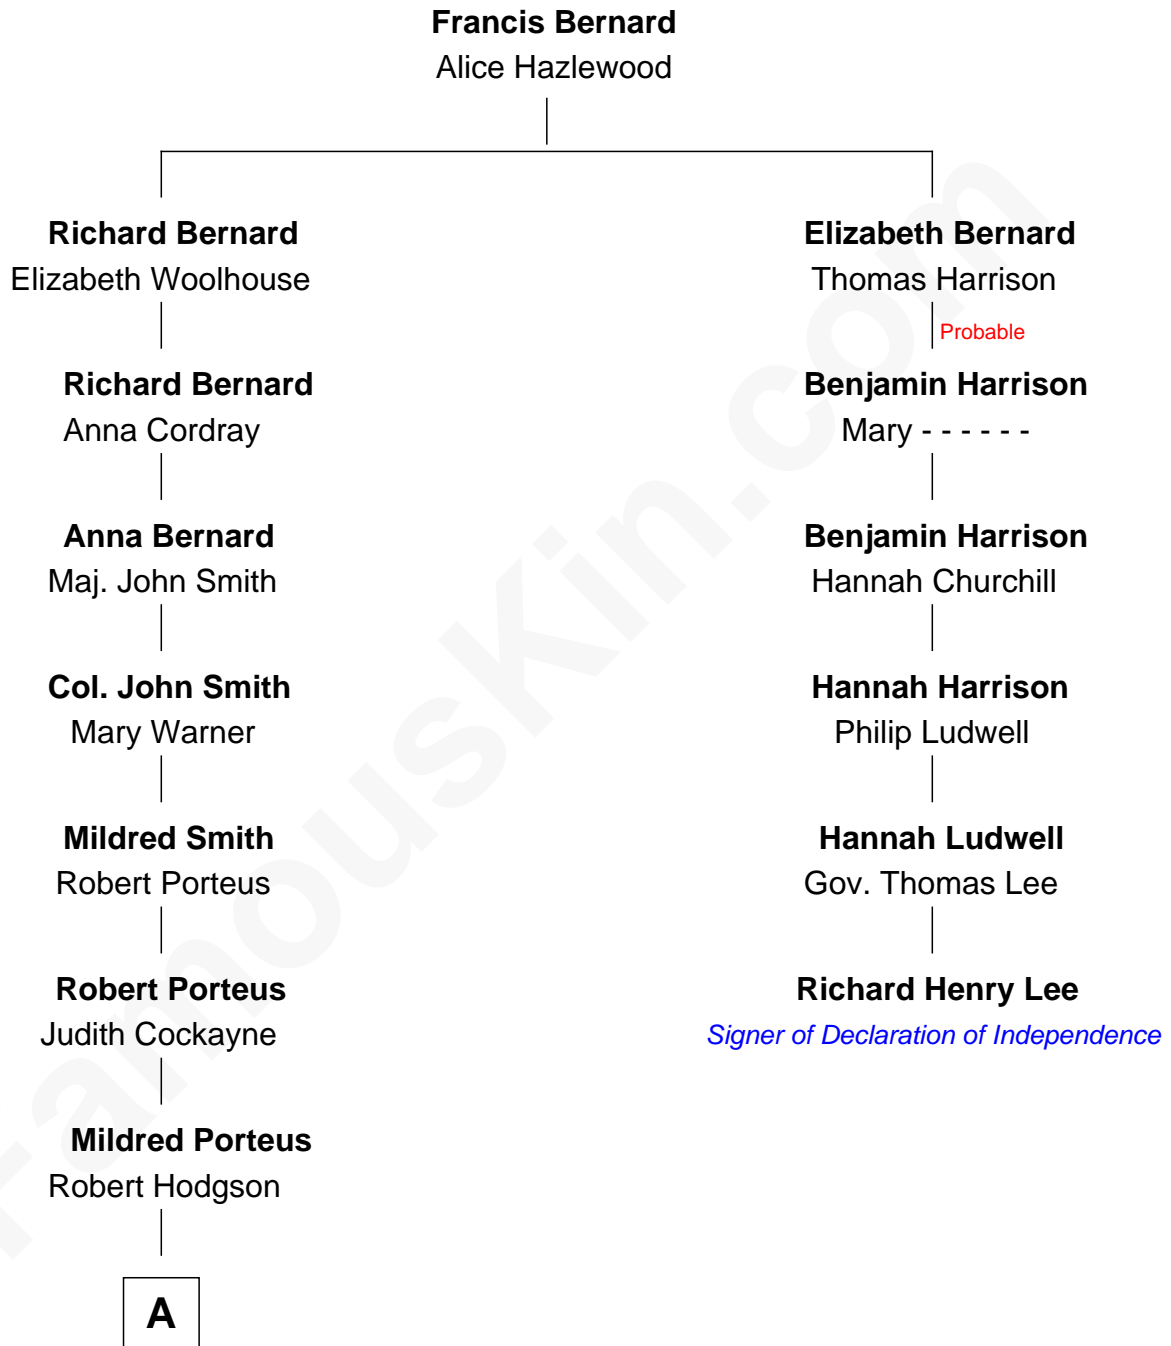 Francis Bernard
Alice Hazlewood
Richard Bernard
Elizabeth Woolhouse
Elizabeth Bernard
Thomas Harrison
Probable
Richard Bernard
Anna Cordray
Benjamin Harrison
Mary - - - - - -
Anna Bernard
Maj. John Smith
Benjamin Harrison
Hannah Churchill
Col. John Smith
Mary Warner
Hannah Harrison
Philip Ludwell
Mildred Smith
Robert Porteus
Hannah Ludwell
Gov. Thomas Lee
Robert Porteus
Judith Cockayne
Richard Henry Lee
Signer of Declaration of Independence
Mildred Porteus
Robert Hodgson
A
FamousKin.com